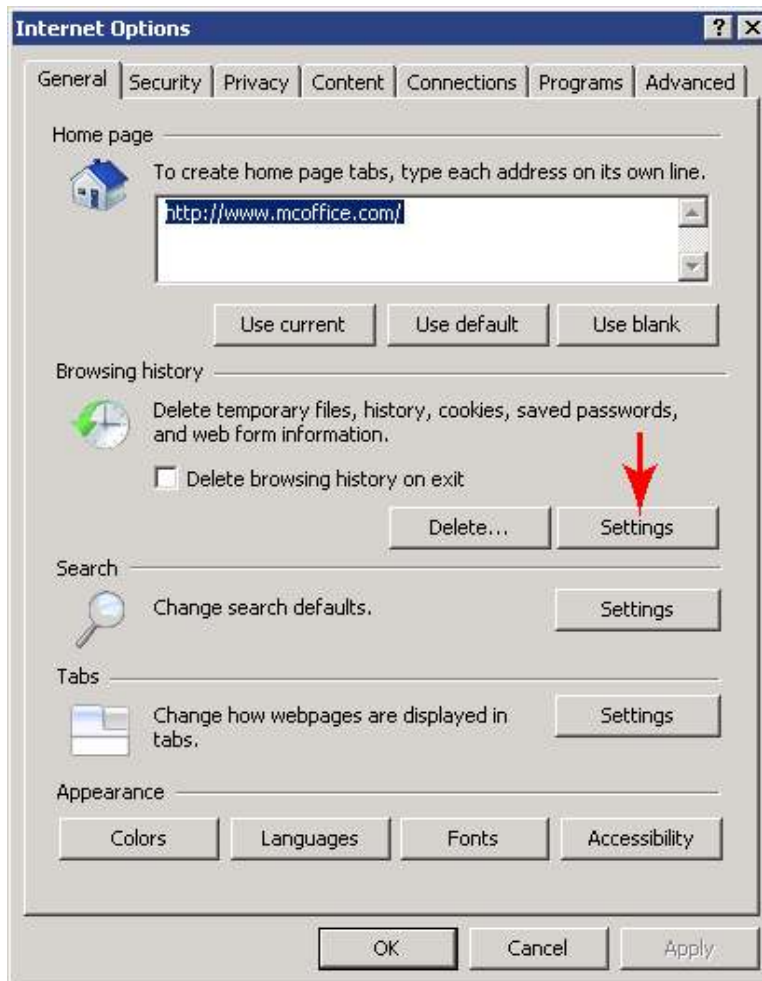 Internet Options
General Security Privacy Content Connections Programs Advanced
Home page
To create home page tabs, type each address on its own line.
http://www.mcoffice.com/
Use current Use default Use blank
Browsing history
Delete temporary files, history, cookies, saved passwords,
and web form information.
Delete browsing history on exit
Delete... Settings
Search
Change search defaults. Settings
Tabs
Change how webpages are displayed in Settings
tabs.
Appearance
Colors Languages Fonts Accessibility
OK Cancel Apply